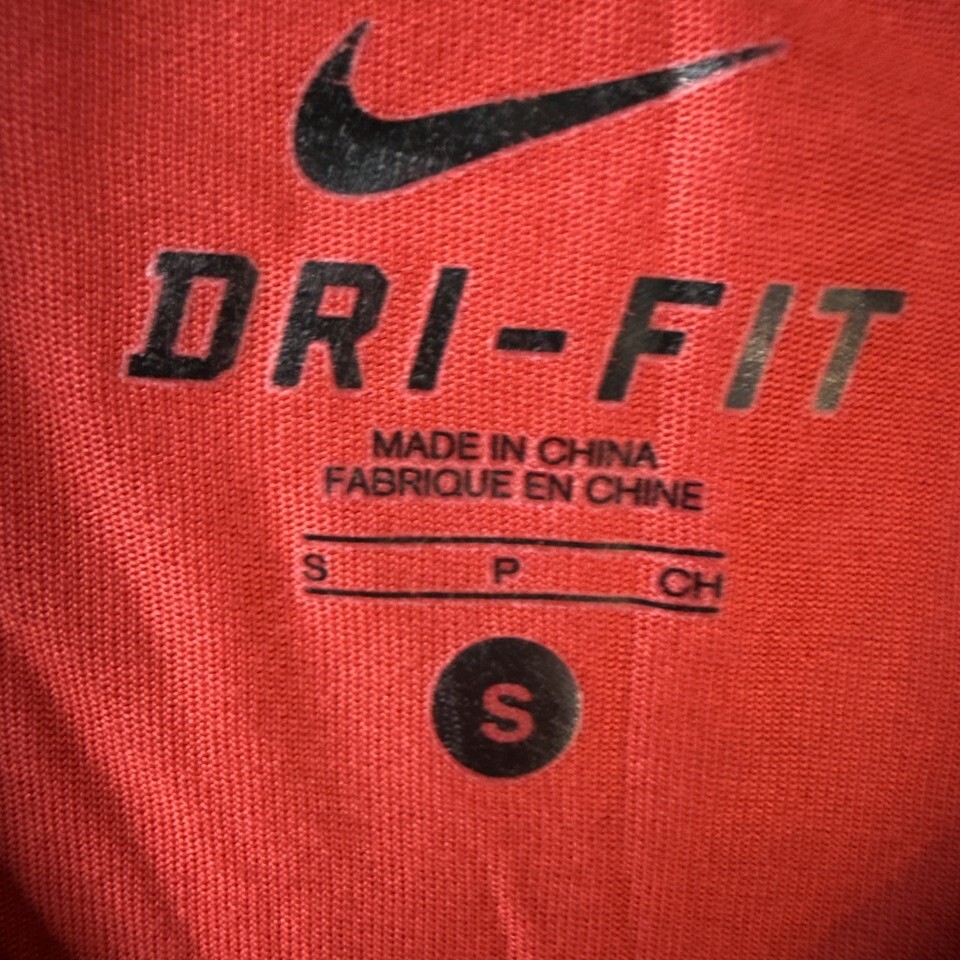 DRI-FIT
MADE IN CHINA
FABRIQUE EN CHINE
S P CH
S